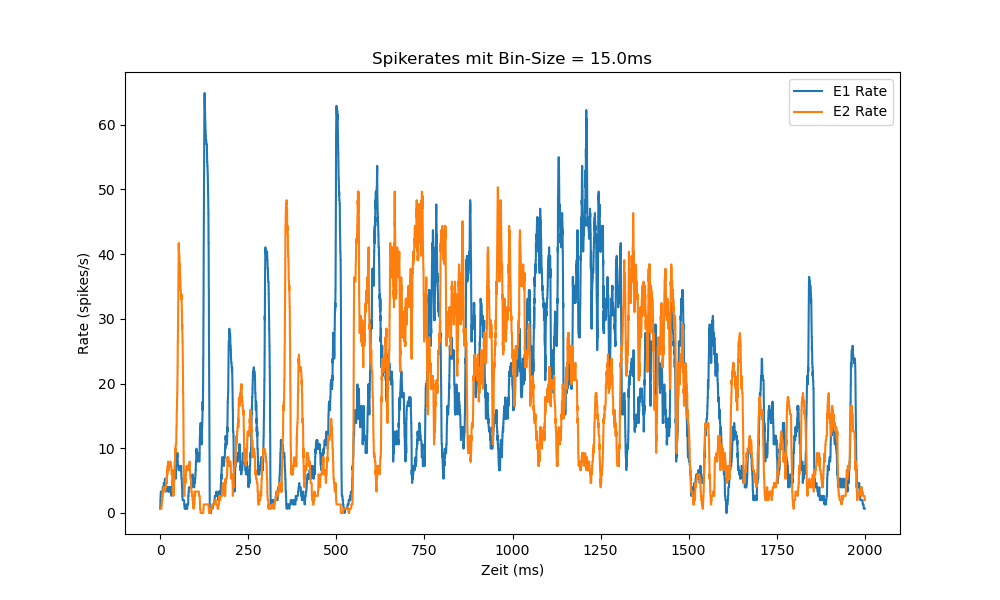 Spikerates mit Bin-Size = 15.0ms
E1 Rate
E2 Rate
Rate (spikes/s)
60
50
40
30
20
10
0
0 250 500 750 1000 1250 1500 1750 2000
Zeit (ms)